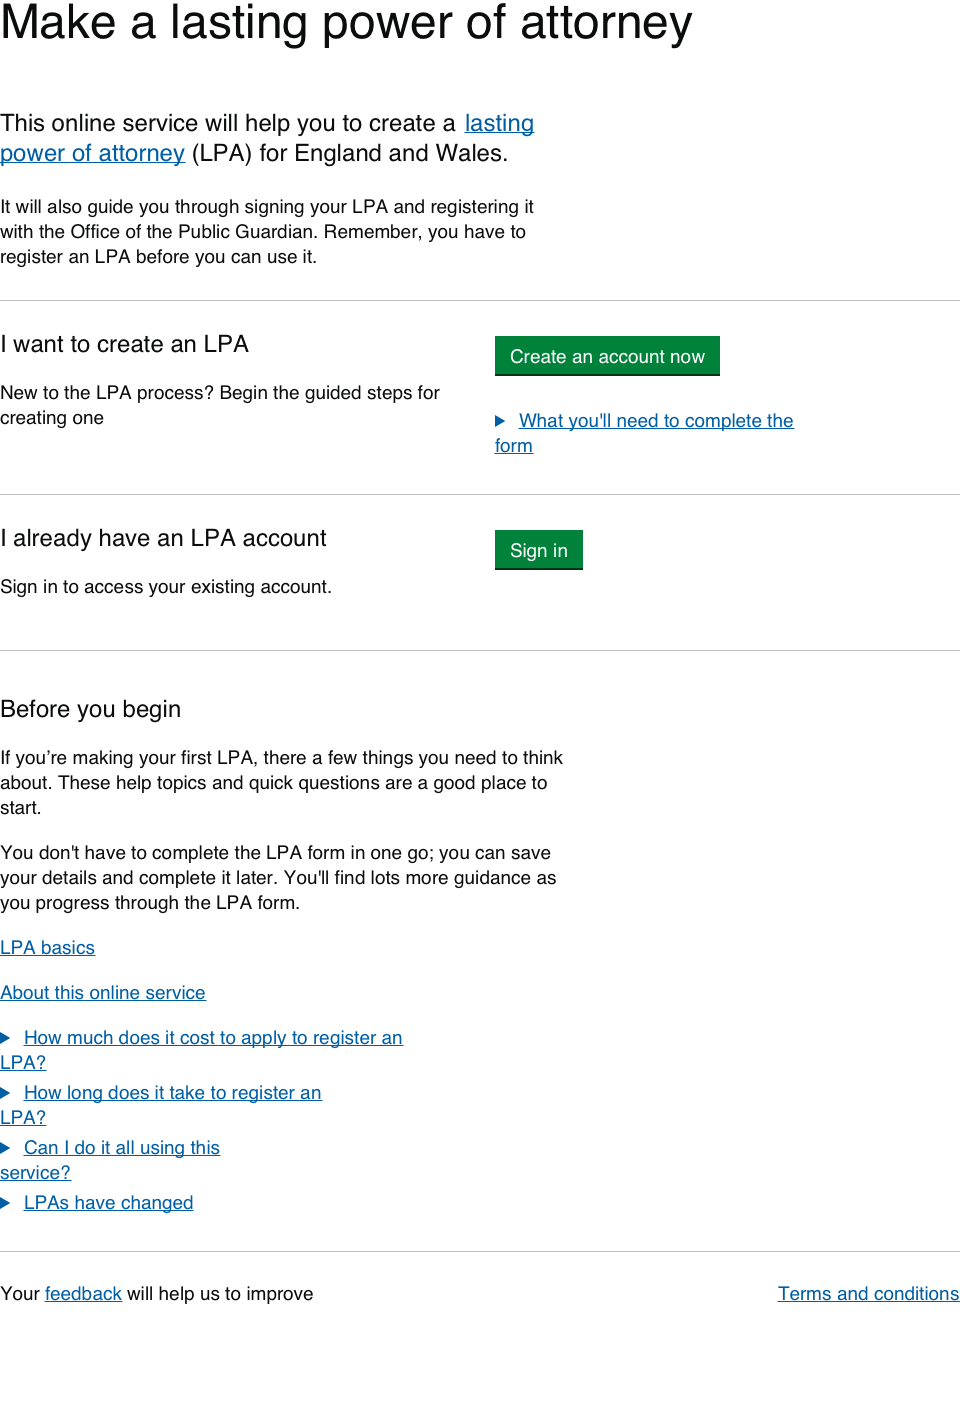 Make a lasting power of attorney
This online service will help you to create a lasting
power of attorney (LPA) for England and Wales.
It will also guide you through signing your LPA and registering it
with the Office of the Public Guardian. Remember, you have to
register an LPA before you can use it.
I want to create an LPA
New to the LPA process? Begin the guided steps for
creating one
Create an account now
What you'll need to complete the
form
I already have an LPA account
Sign in to access your existing account.
Sign in
Before you begin
If you’re making your first LPA, there a few things you need to think
about. These help topics and quick questions are a good place to
start.
You don't have to complete the LPA form in one go; you can save
your details and complete it later. You'll find lots more guidance as
you progress through the LPA form.
LPA basics
About this online service
How much does it cost to apply to register an
LPA?
How long does it take to register an
LPA?
Can I do it all using this
service?
LPAs have changed
Your feedback will help us to improve
Terms and conditions